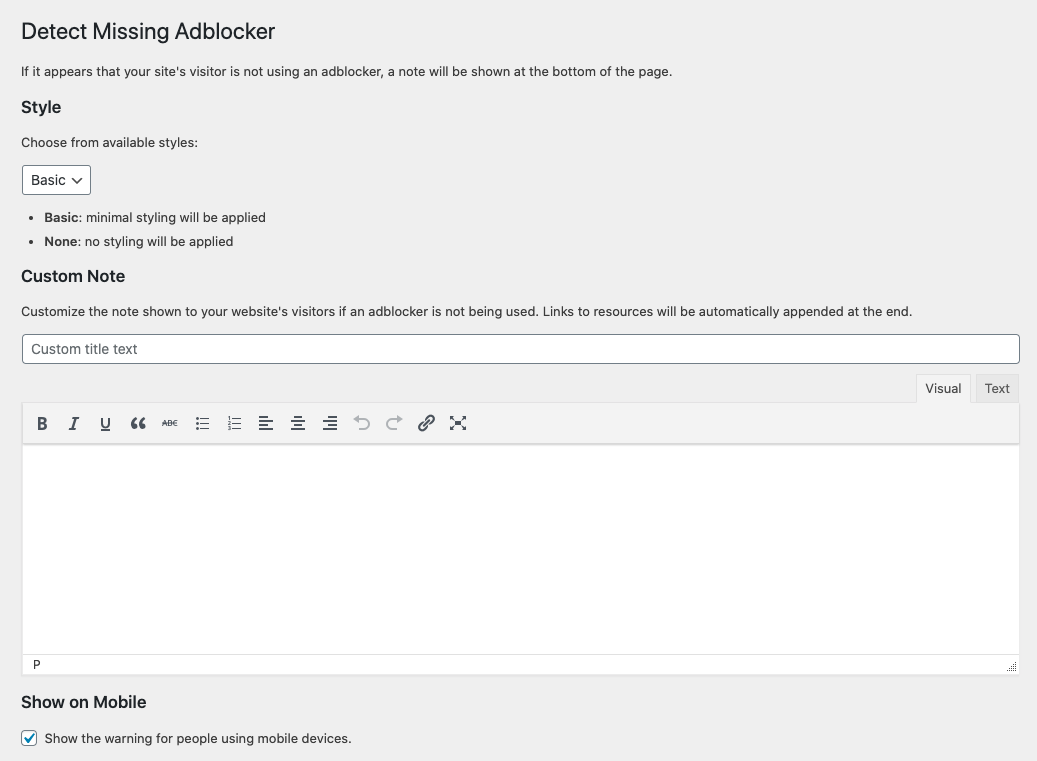 Detect Missing Adblocker
If it appears that your site's visitor is not using an adblocker, a note will be shown at the bottom of the page.
Style
Choose from available styles:
Basic
Basic: minimal styling will be applied
None: no styling will be applied
Custom Note
Customize the note shown to your website's visitors if an adblocker is not being used. Links to resources will be automatically appended at the end.
Custom title text
Visual Text
B I U ABC
P
Show on Mobile
Show the warning for people using mobile devices.